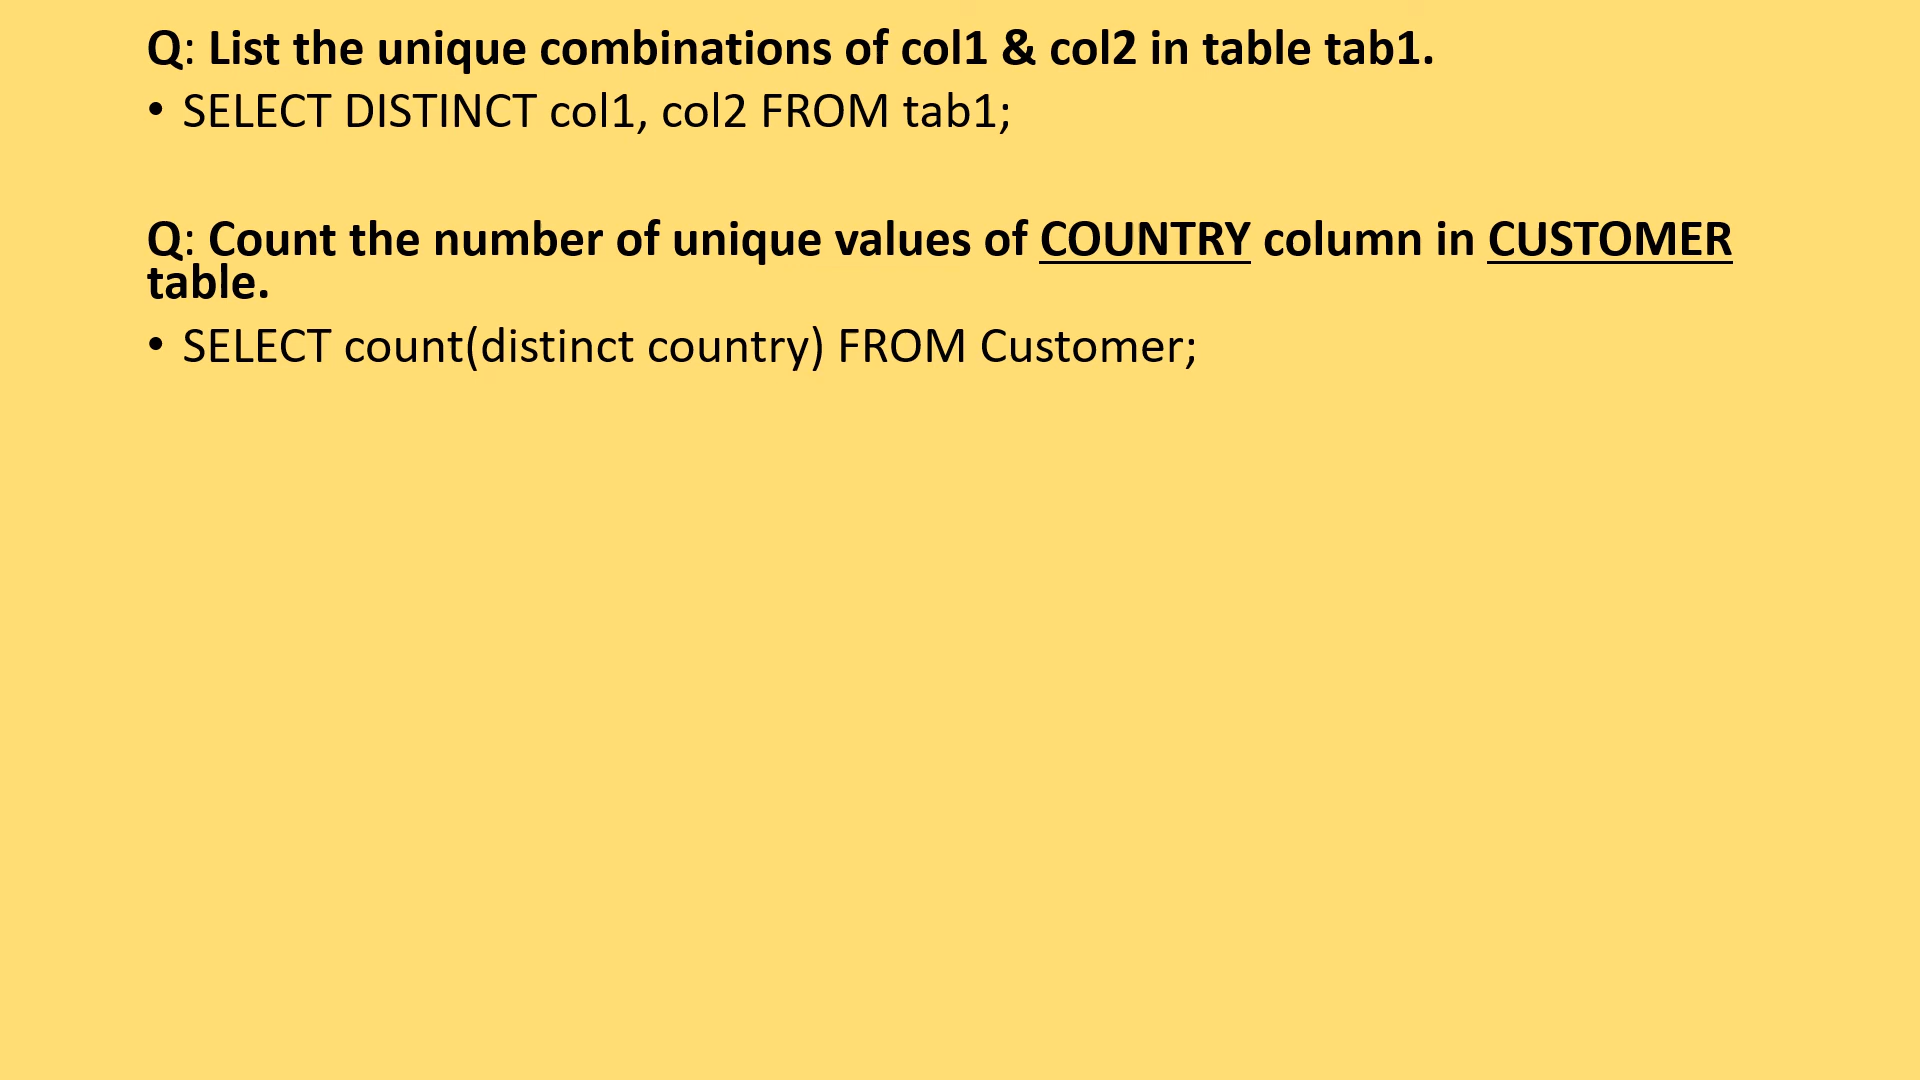 Q: List the unique combinations of col1 & col2 in table tab1.
• SELECT DISTINCT col1, col2 FROM tab1;
Q: Count the number of unique values of COUNTRY column in CUSTOMER
table.
• SELECT count(distinct country) FROM Customer;